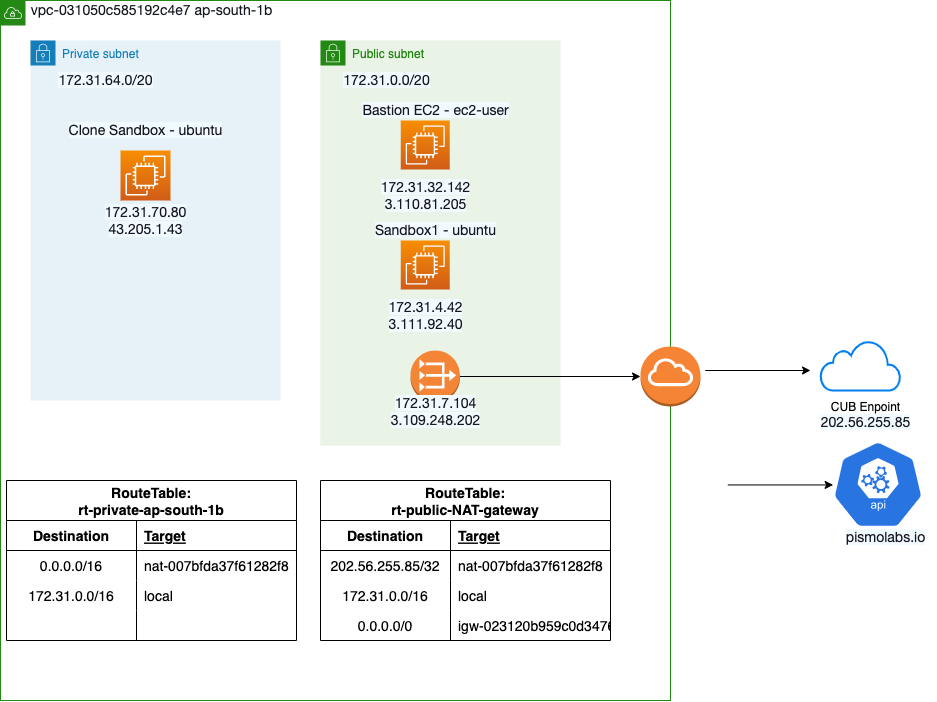 vpc-031050c585192c4e7 ap-south-1b
Private subnet
172.31.64.0/20
Clone Sandbox - ubuntu
172.31.70.80
43.205.1.43
Public subnet
172.31.0.0/20
Bastion EC2 - ec2-user
172.31.32.142
3.110.81.205
Sandbox1 - ubuntu
172.31.4.42
3.111.92.40
172.31.7.104
3.109.248.202
CUB Enpoint
202.56.255.85
api
pismolabs.io
RouteTable:
rt-private-ap-south-1b
Destination Target
0.0.0.0/16 nat-007bfda37f61282f8
172.31.0.0/16 local
RouteTable:
rt-public-NAT-gateway
Destination Target
202.56.255.85/32 nat-007bfda37f61282f8
172.31.0.0/16 local
0.0.0.0/0 igw-023120b959c0d3476